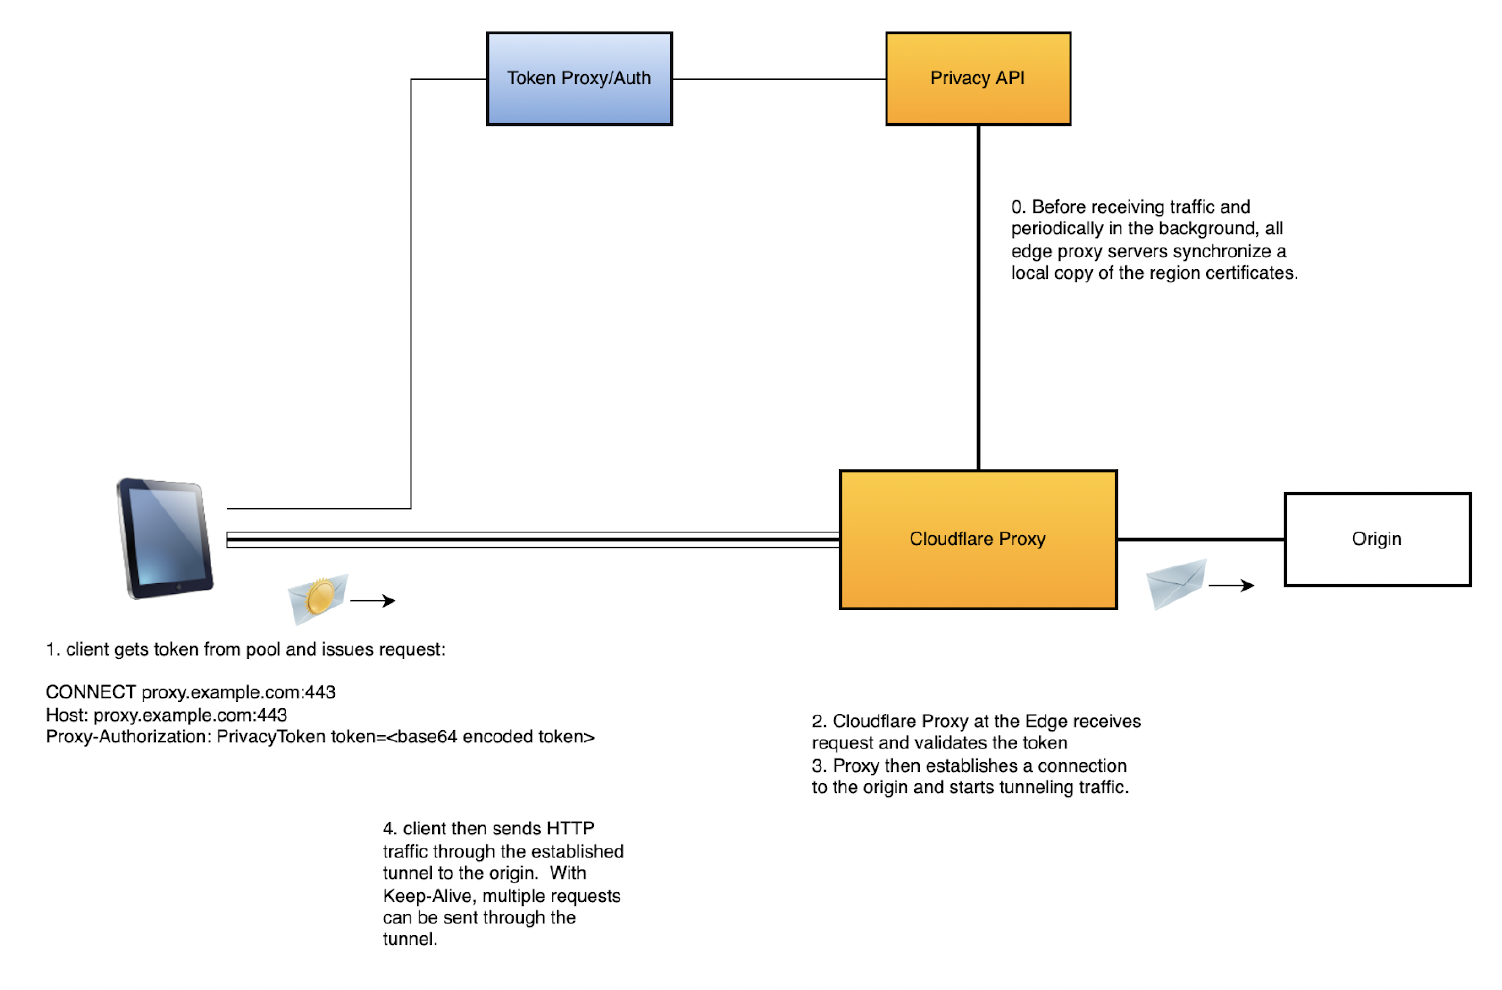 Token Proxy/Auth
Privacy API
0. Before receiving traffic and
periodically in the background, all
edge proxy servers synchronize a
local copy of the region certificates.
Cloudflare Proxy
Origin
1. client gets token from pool and issues request:
CONNECT proxy.example.com:443
Host: proxy.example.com:443
Proxy-Authorization: PrivacyToken token=<base64 encoded token>
2. Cloudflare Proxy at the Edge receives
request and validates the token
3. Proxy then establishes a connection
to the origin and starts tunneling traffic.
4. client then sends HTTP
traffic through the established
tunnel to the origin.  With
Keep-Alive, multiple requests
can be sent through the
tunnel.